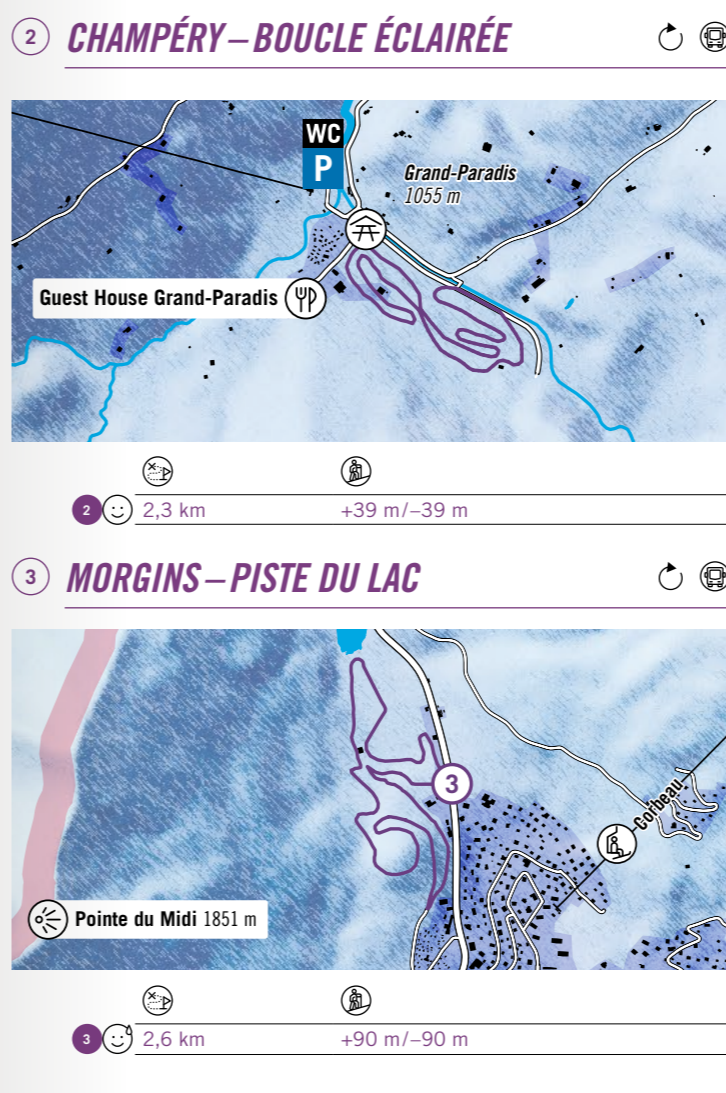 2 CHAMPÉRY – BOUCLE ÉCLAIRÉE
WC
P
Grand-Paradis
1055 m
Guest House Grand-Paradis
2 2,3 km +39 m/–39 m
3 MORGINS – PISTE DU LAC
3
Corbeau
Pointe du Midi 1851 m
3 2,6 km +90 m/–90 m